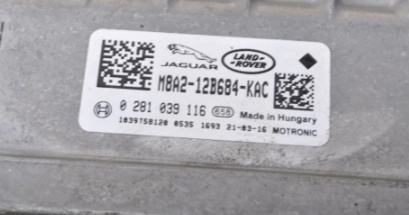 JAGUAR
LAND-
ROVER
M8A2-12B684-KAC
0 281 039 116 658 Made in Hungary
1039T58120 0535 1693 21-03-16 MOTRONIC